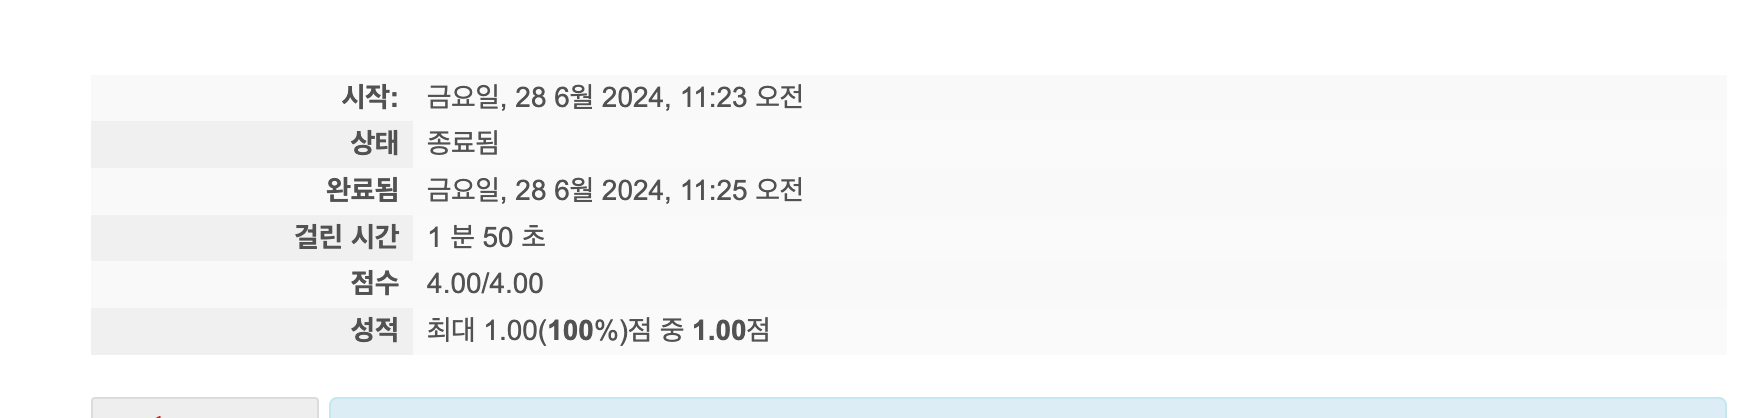 시작: 금요일, 28 6월 2024, 11:23 오전
상태 종료됨
완료됨 금요일, 28 6월 2024, 11:25 오전
걸린 시간 1 분 50 초
점수 4.00/4.00
성적 최대 1.00(100%)점 중 1.00점